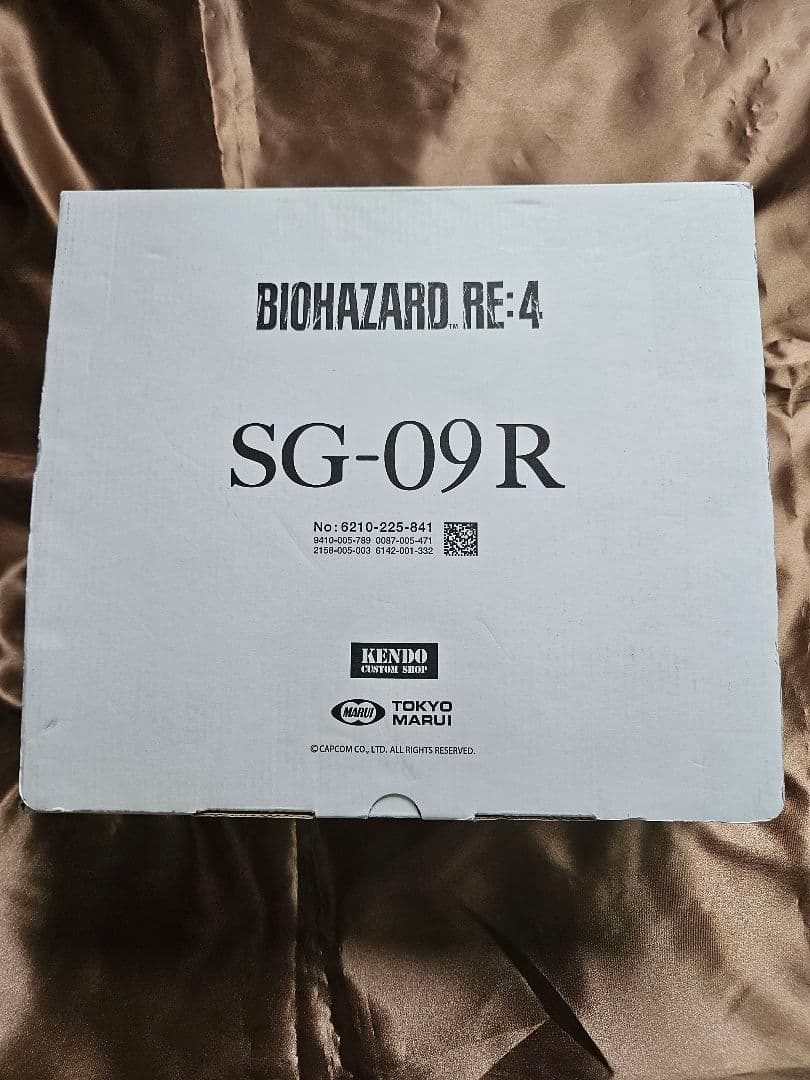 BIOHAZARD™ RE:4
SG-09 R
No: 6210-225-841
9410-005-789 0087-005-471
2158-005-003 6142-001-332
KENDO
CUSTOM SHOP
MARUI
TOKYO
MARUI
©CAPCOM CO., LTD. ALL RIGHTS RESERVED.